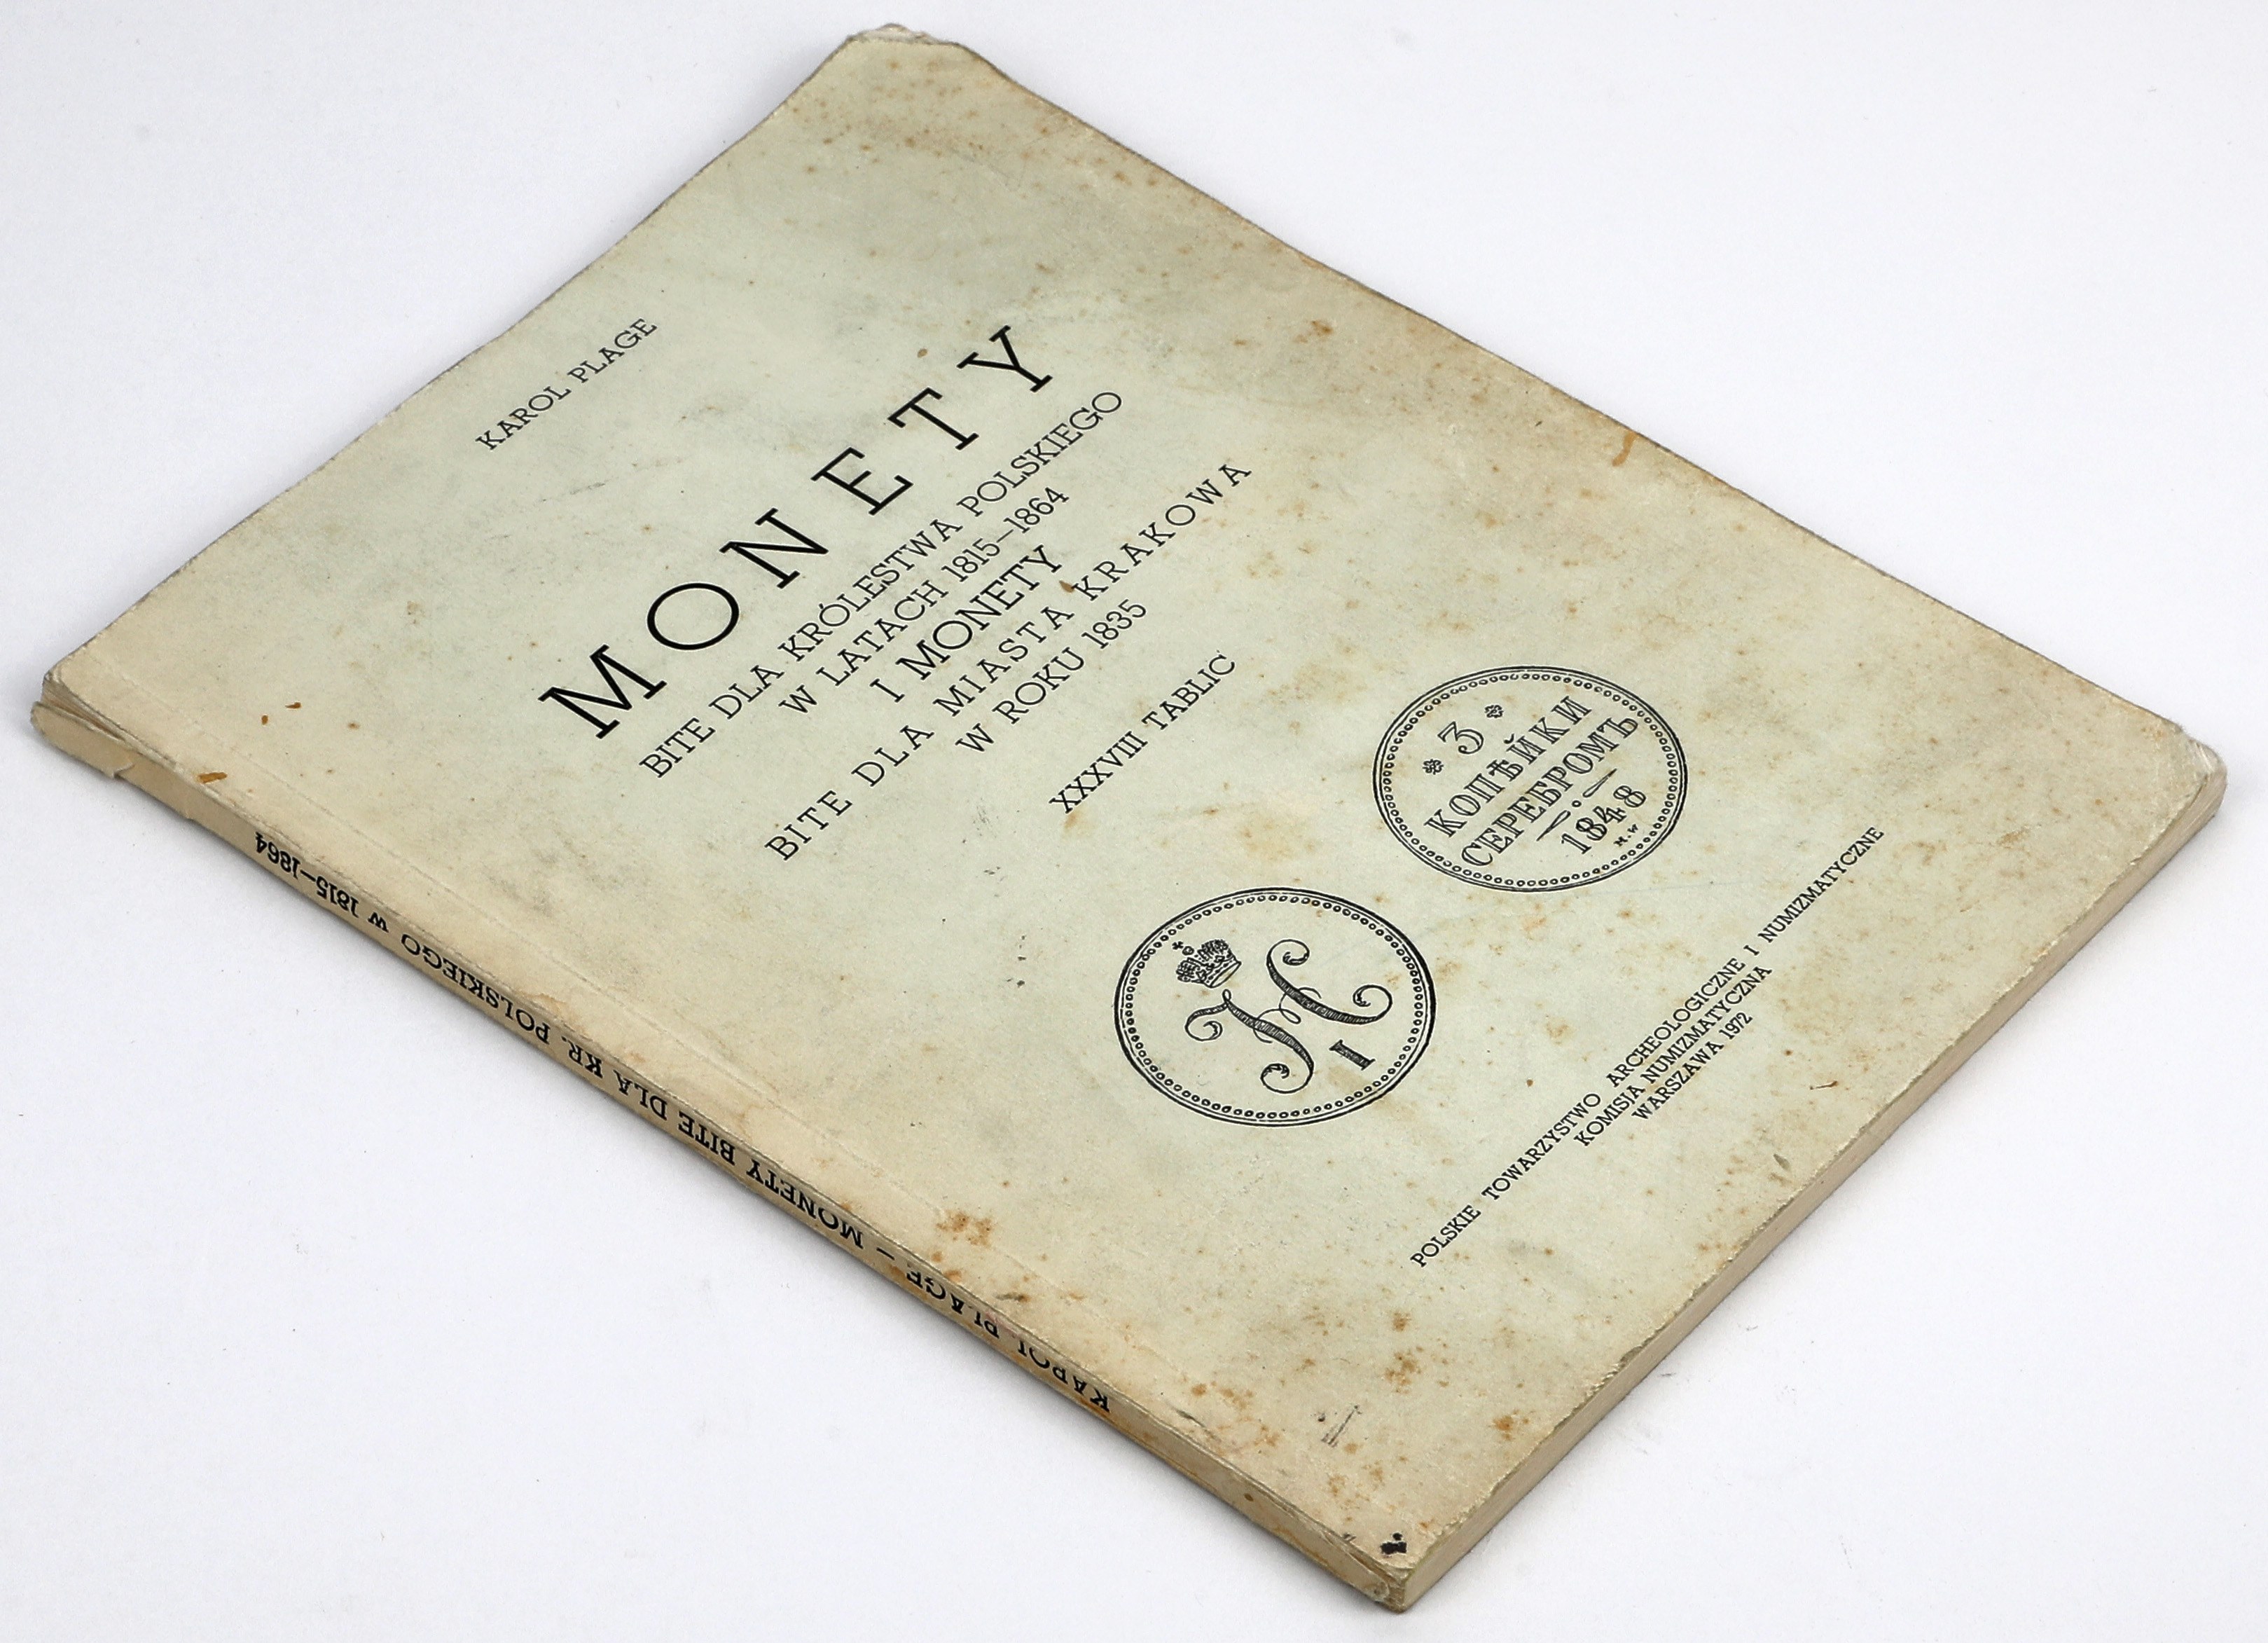 KAROL PLAGE
MONETY
BITE DLA KRÓLESTWA POLSKIEGO
W LATACH 1815–1864
I MONETY
BITE DLA MIASTA KRAKOWA
W ROKU 1835
XXXVIII TABLIC
3
КОПѢЙКИ
СЕРЕБРОМЪ
1848
M.W
H
I
POLSKIE TOWARZYSTWO ARCHEOLOGICZNE I NUMIZMATYCZNE
KOMISJA NUMIZMATYCZNA
WARSZAWA 1972
KAROL PLAGE – MONETY BITE DLA KR. POLSKIEGO w 1815–1864